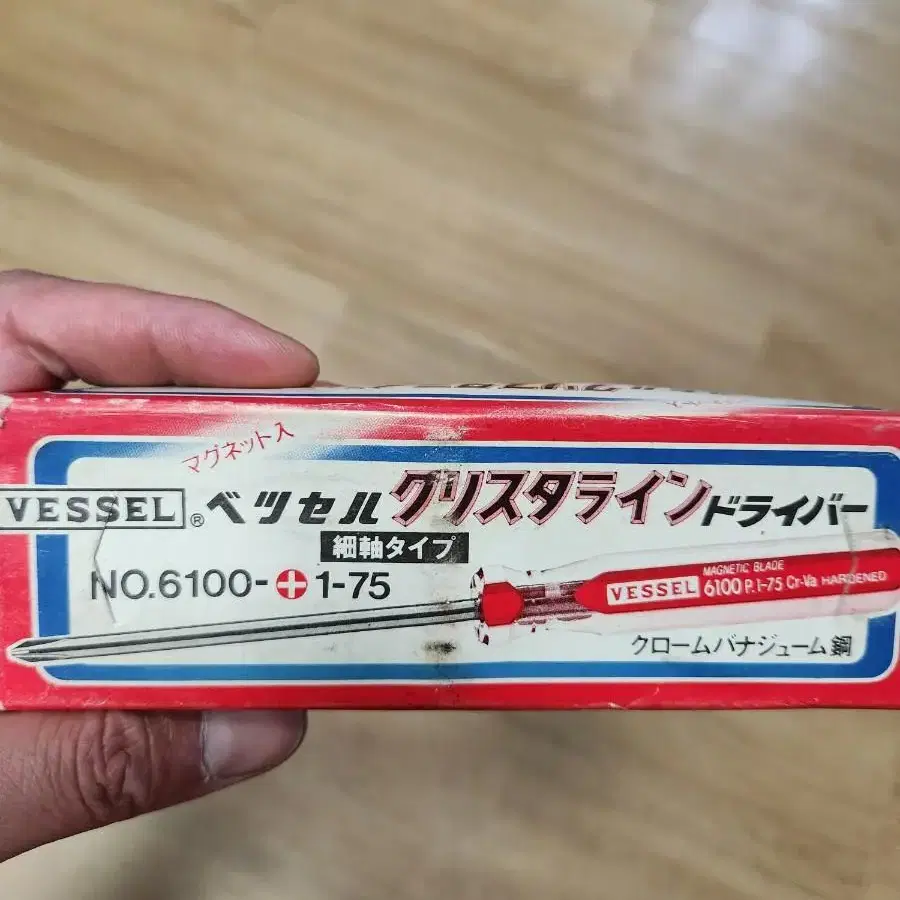 マグネット入
VESSEL® ベッセル クリスタライン ドライバー
細軸タイプ
NO.6100-⊕1-75
MAGNETIC BLADE
VESSEL 6100 P.1-75 Cr-Va HARDENED
クロームバナジューム鋼